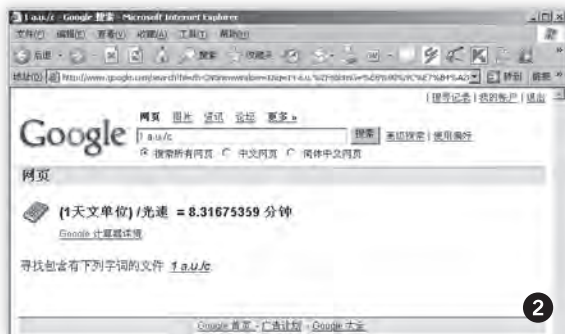 1 a.u./c - Google 搜索 - Microsoft Internet Explorer
文件(F) 编辑(E) 查看(V) 收藏(A) 工具(T) 帮助(H)
后退 搜索 收藏夹
地址(D) 转到 链接 »
搜寻记录 | 我的帐户 | 退出
网页 图片 资讯 论坛 更多 »
Google 1 a.u./c 搜索 高级搜索 | 使用偏好
搜索所有网页 中文网页 简体中文网页
网页
(1天文单位) /光速 = 8.31675359 分钟
Google 计算器详情
寻找包含有下列字词的文件 1 a.u./c.
Google 首页 - 广告计划 - Google 大全
2